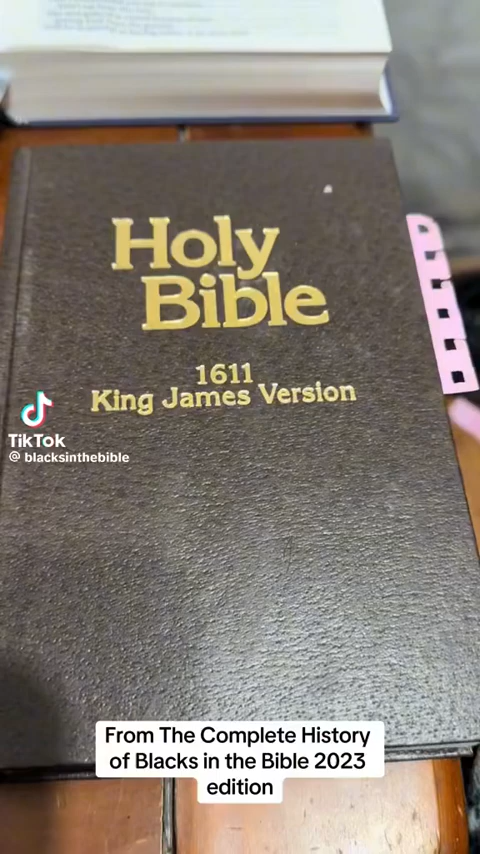 Holy
Bible
1611
King James Version
TikTok
@ blacksinthebible
From The Complete History
of Blacks in the Bible 2023
edition